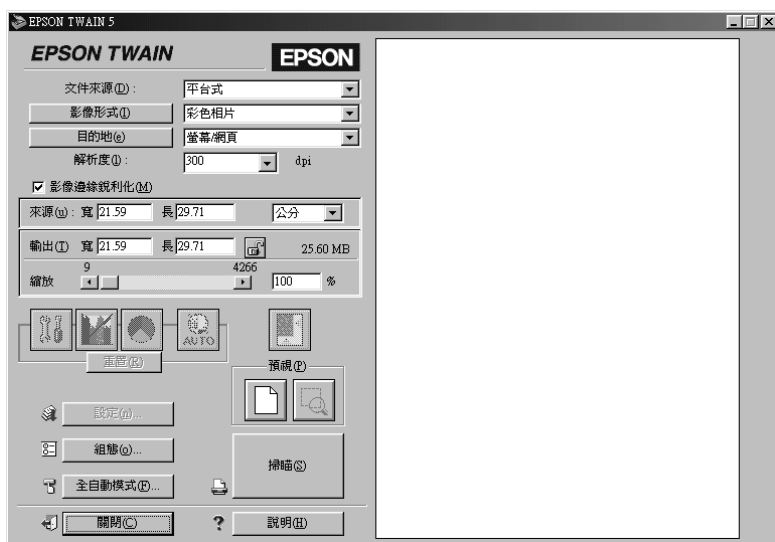 EPSON TWAIN 5
EPSON TWAIN
EPSON
文件來源(D): 平台式
影像形式(I) 彩色相片
目的地(e) 螢幕/網頁
解析度(I): 300 dpi
影像邊緣銳利化(M)
來源(u): 寬 21.59 長 29.71 公分
輸出(T) 寬 21.59 長 29.71 25.60 MB
9 4266
縮放 100 %
AUTO
重置(R)
預視(P)
設定(n)...
組態(o)...
掃瞄(S)
全自動模式(F)...
關閉(C) ? 說明(H)